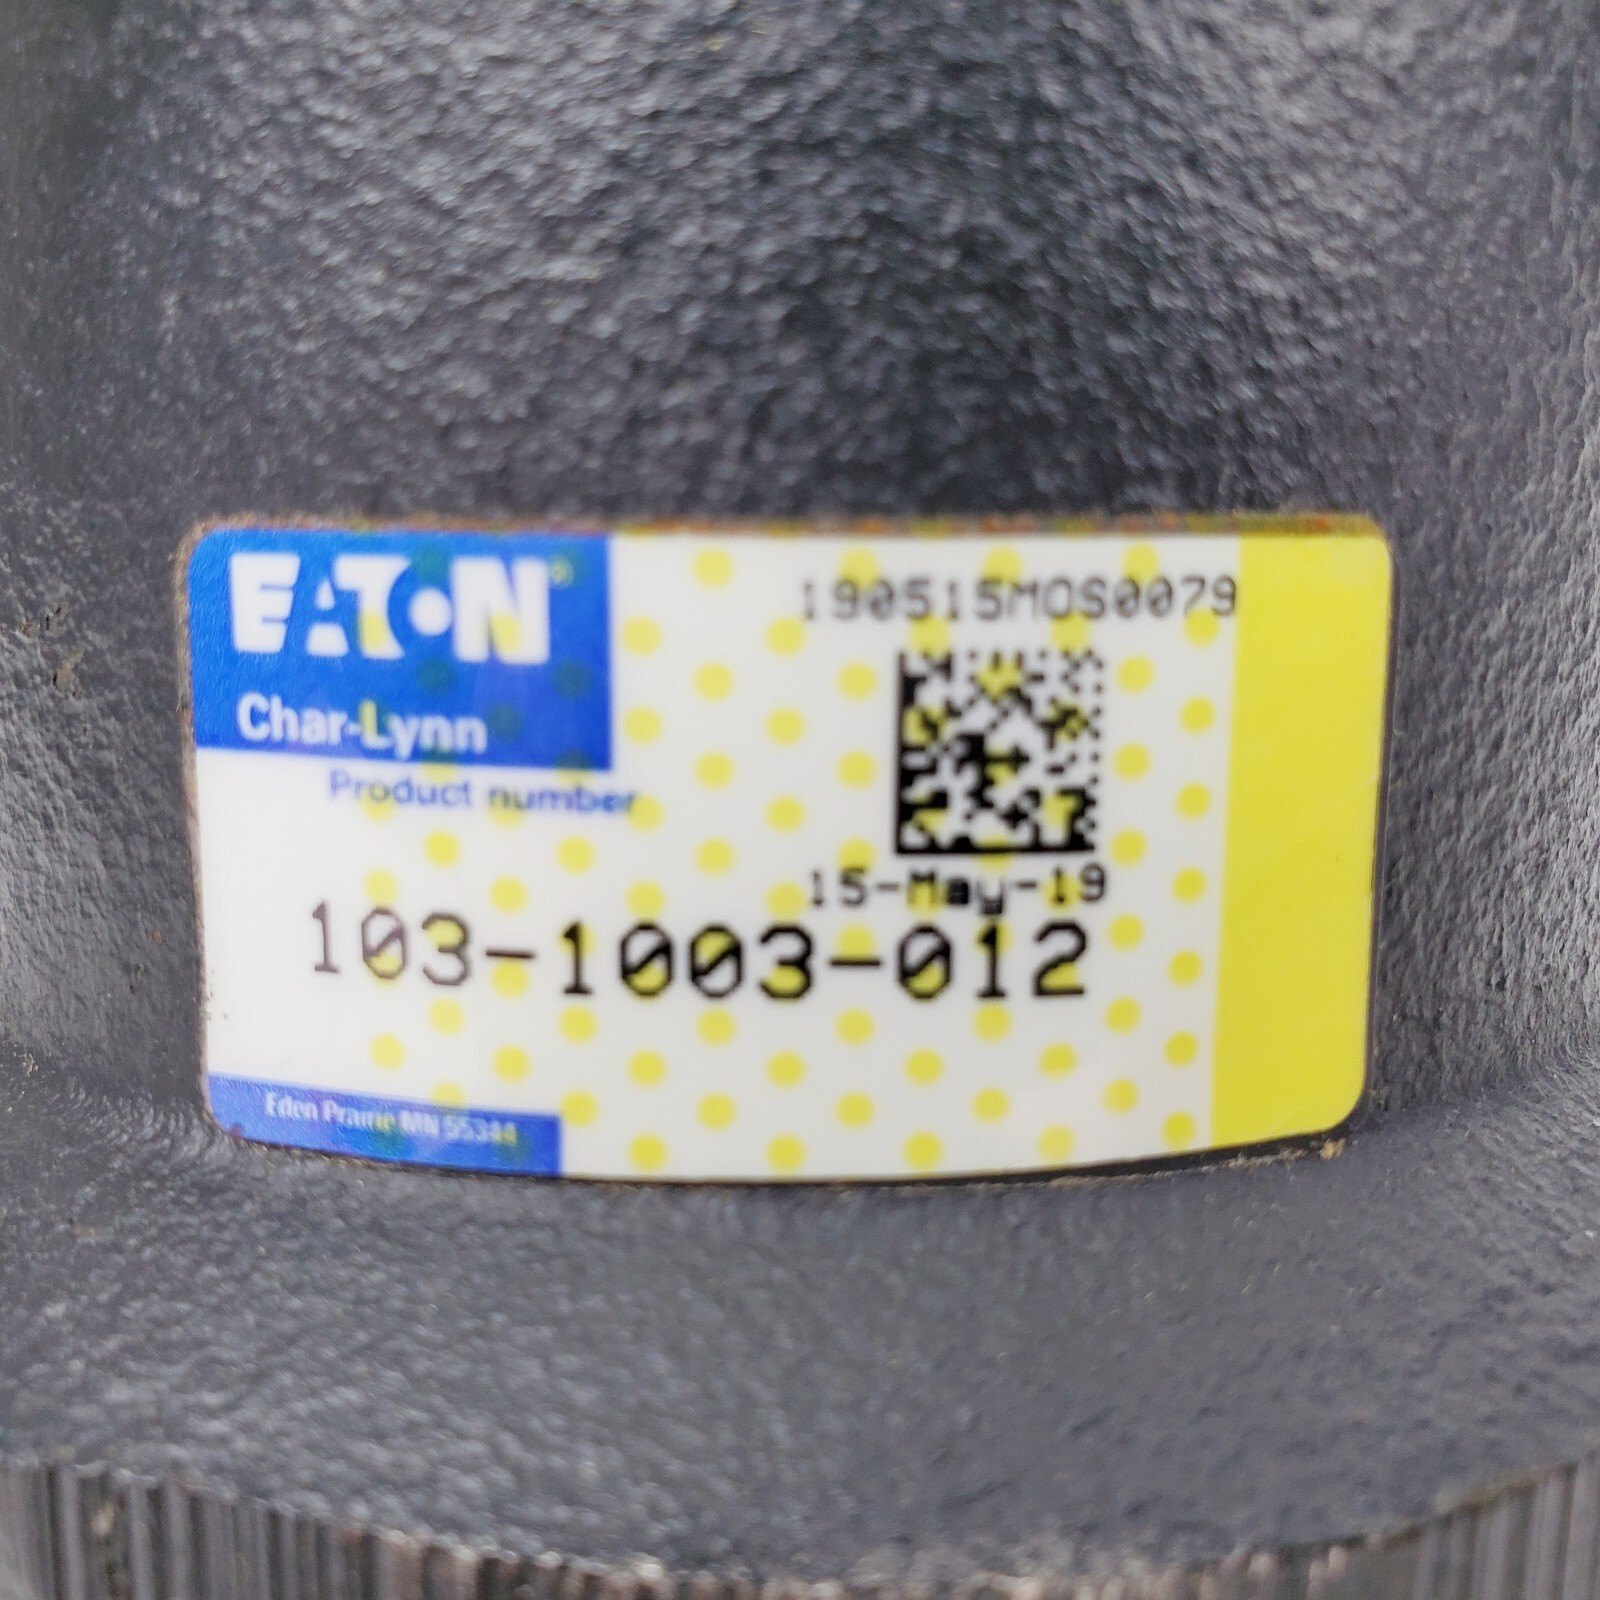 EATON®
190515MOS0079
Char-Lynn
Product number
15-May-19
103-1003-012
Eden Prairie MN 55344